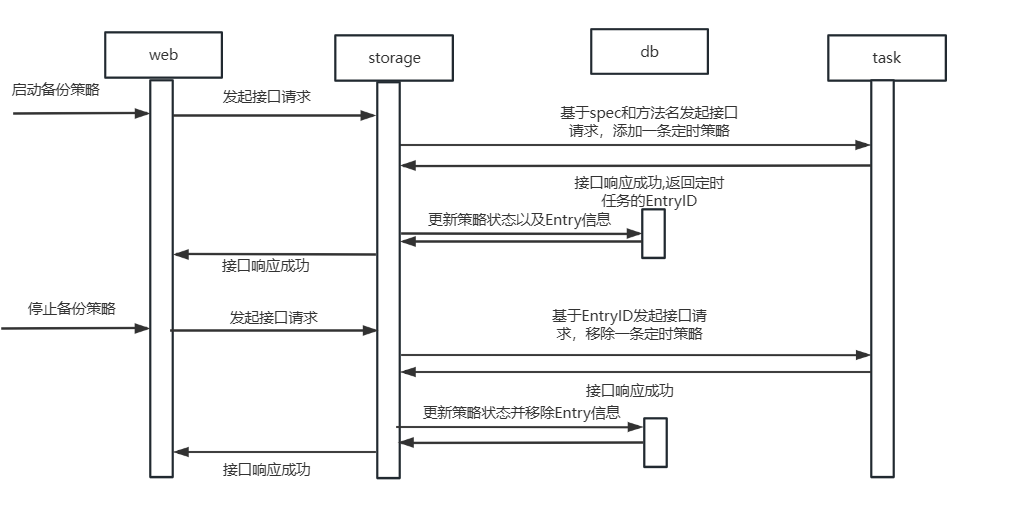 web
storage
db
task
启动备份策略
发起接口请求
基于spec和方法名发起接口
请求，添加一条定时策略
接口响应成功,返回定时
任务的EntryID
更新策略状态以及Entry信息
接口响应成功
停止备份策略
发起接口请求
基于EntryID发起接口请
求，移除一条定时策略
接口响应成功
更新策略状态并移除Entry信息
接口响应成功